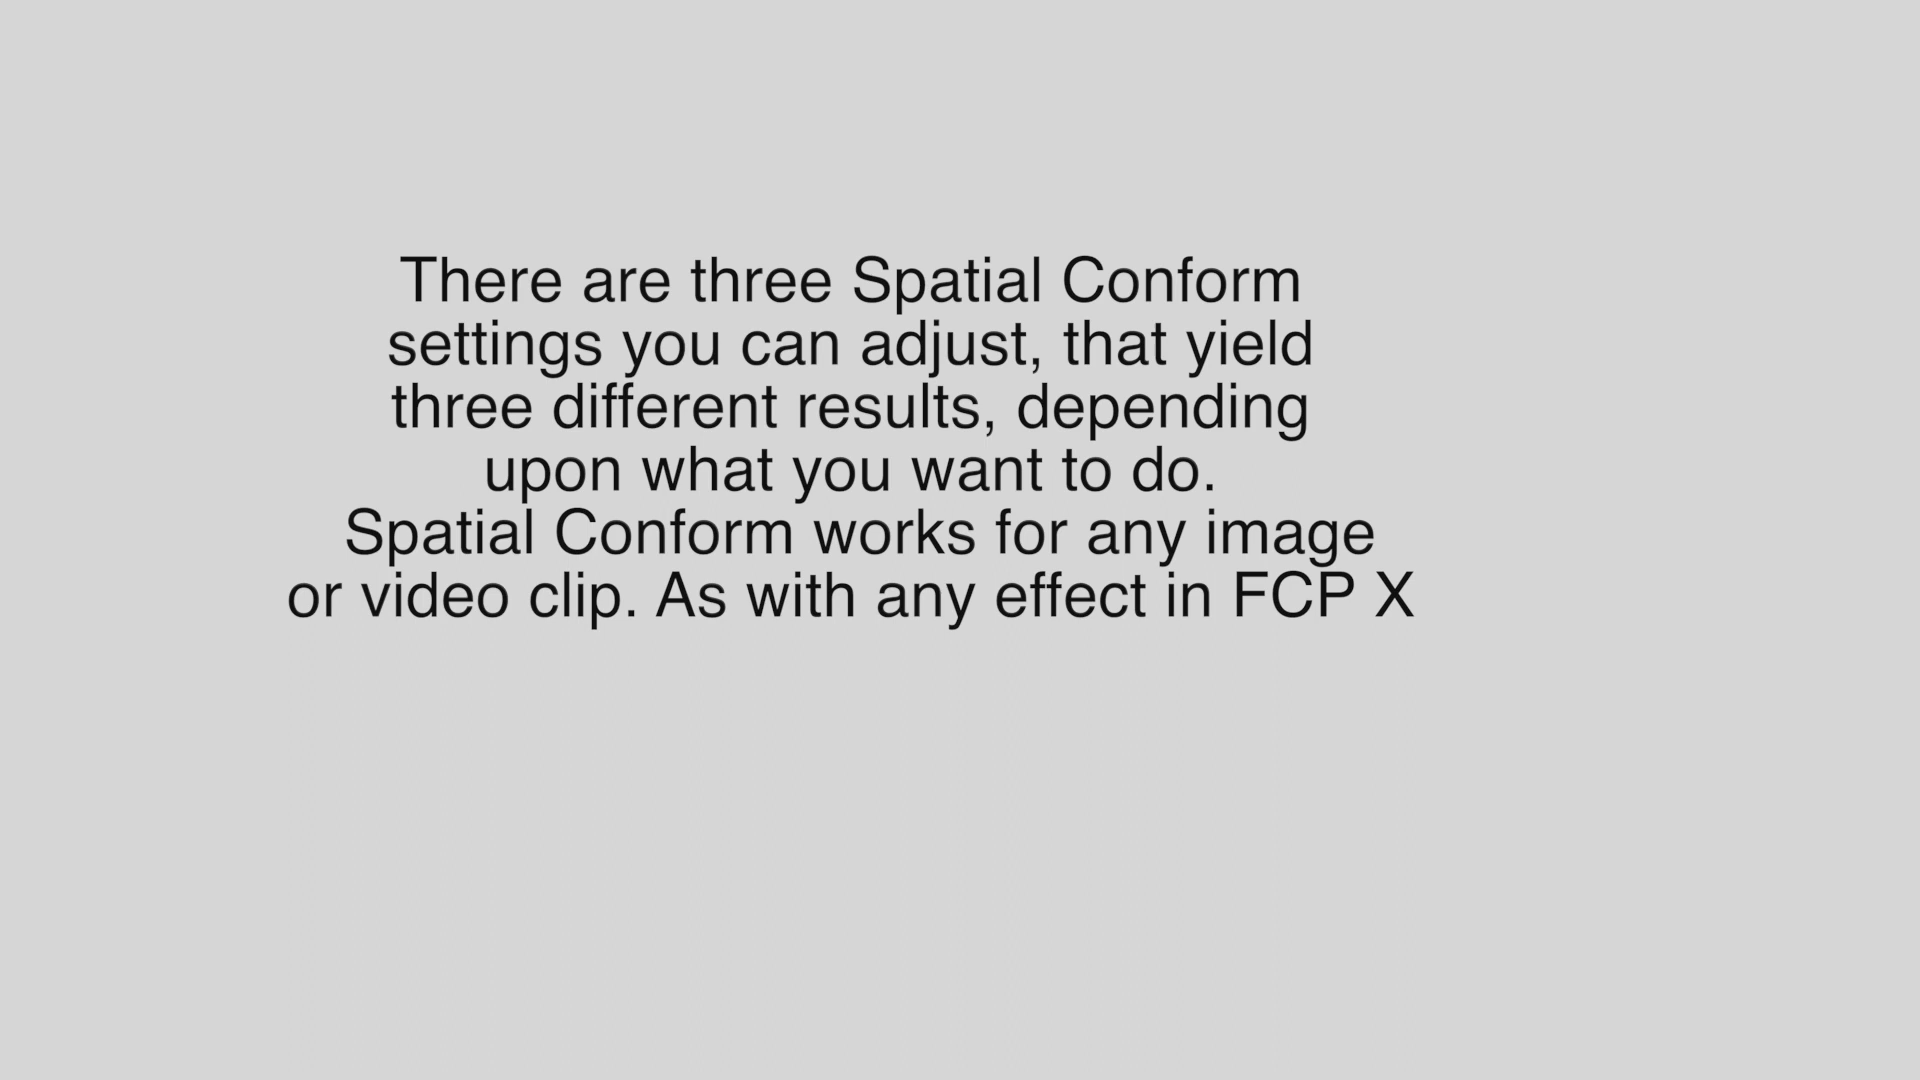 There are three Spatial Conform
settings you can adjust, that yield
three different results, depending
upon what you want to do.
Spatial Conform works for any image
or video clip. As with any effect in FCP X